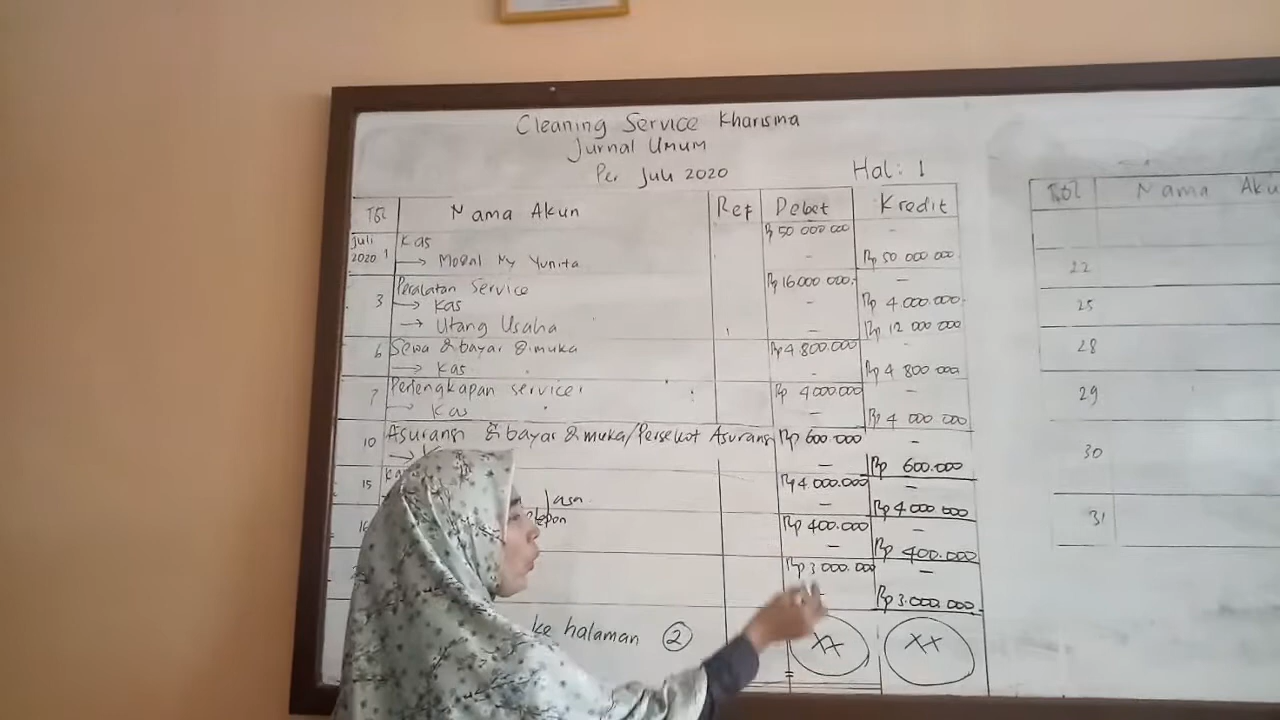 Cleaning Service Kharisma
Jurnal Umum
Per Juli 2020
Hal: 1
Tgl Nama Akun Ref Debet Kredit
Juli 2020 1 Kas Rp 50 000 000 -
→ Modal Ny Yunita - Rp 50 000 000
3 Peralatan Service Rp 16 000 000.- -
→ Kas - Rp 4.000.000.
→ Utang Usaha - Rp 12 000 000
6 Sewa dibayar dimuka Rp 4.800.000 -
→ Kas - Rp 4 800 000
7 Perlengkapan service Rp 4000.000 -
→ Kas - Rp 4 000 000
10 Asuransi dibayar dimuka/Persekot Asuransi Rp 600.000 -
→ - Rp 600.000
15 Rp 4.000.000 -
Jasa - Rp 4 000 000
Rp 400.000 -
- Rp 400.000
Rp 3 000.000 -
- Rp 3.000.000
ke halaman 2 XX XX
Tgl Nama Aku
22
25
28
29
30
31